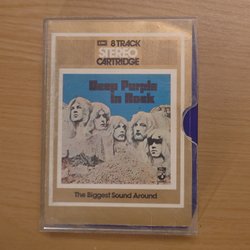 EMI 8 TRACK
STEREO
CARTRIDGE
Deep Purple
in Rock
The Biggest Sound Around